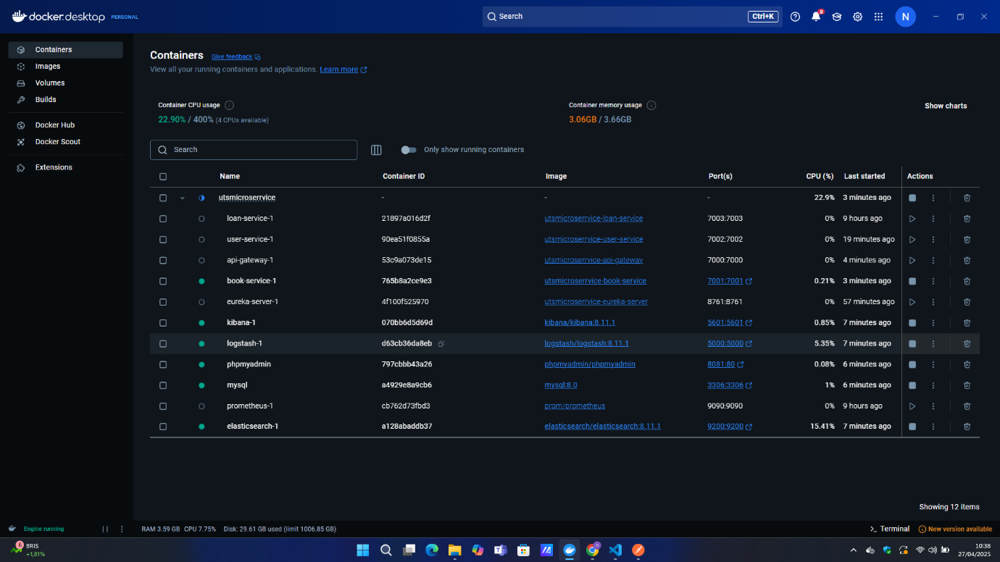 docker.desktop PERSONAL
Search Ctrl+K
8
N
Containers
Images
Volumes
Builds
Docker Hub
Docker Scout
Extensions
Containers Give feedback
View all your running containers and applications. Learn more
Container CPU usage
22.90% / 400% (4 CPUs available)
Container memory usage
3.06GB / 3.66GB
Show charts
Search
Only show running containers
Name Container ID Image Port(s) CPU (%) Last started Actions
utsmicroserrvice - - - 22.9% 3 minutes ago
loan-service-1 21897a016d2f utsmicroserrvice-loan-service 7003:7003 0% 9 hours ago
user-service-1 90ea51f0855a utsmicroserrvice-user-service 7002:7002 0% 19 minutes ago
api-gateway-1 53c9a073de15 utsmicroserrvice-api-gateway 7000:7000 0% 4 minutes ago
book-service-1 765b8a2ce9e3 utsmicroserrvice-book-service 7001:7001 0.21% 3 minutes ago
eureka-server-1 4f100f525970 utsmicroserrvice-eureka-server 8761:8761 0% 57 minutes ago
kibana-1 070bb6d5d69d kibana/kibana:8.11.1 5601:5601 0.85% 7 minutes ago
logstash-1 d63cb36da8eb logstash/logstash:8.11.1 5000:5000 5.35% 7 minutes ago
phpmyadmin 797cbbb43a26 phpmyadmin/phpmyadmin 8081:80 0.08% 6 minutes ago
mysql a4929e8a9cb6 mysql:8.0 3306:3306 1% 6 minutes ago
prometheus-1 cb762d73fbd3 prom/prometheus 9090:9090 0% 9 hours ago
elasticsearch-1 a128abaddb37 elasticsearch/elasticsearch:8.11.1 9200:9200 15.41% 7 minutes ago
Showing 12 items
Engine running
RAM 3.59 GB CPU 7.75% Disk: 29.61 GB used (limit 1006.85 GB)
Terminal
New version available
6
BRIS
+1,81%
10:38
27/04/2025